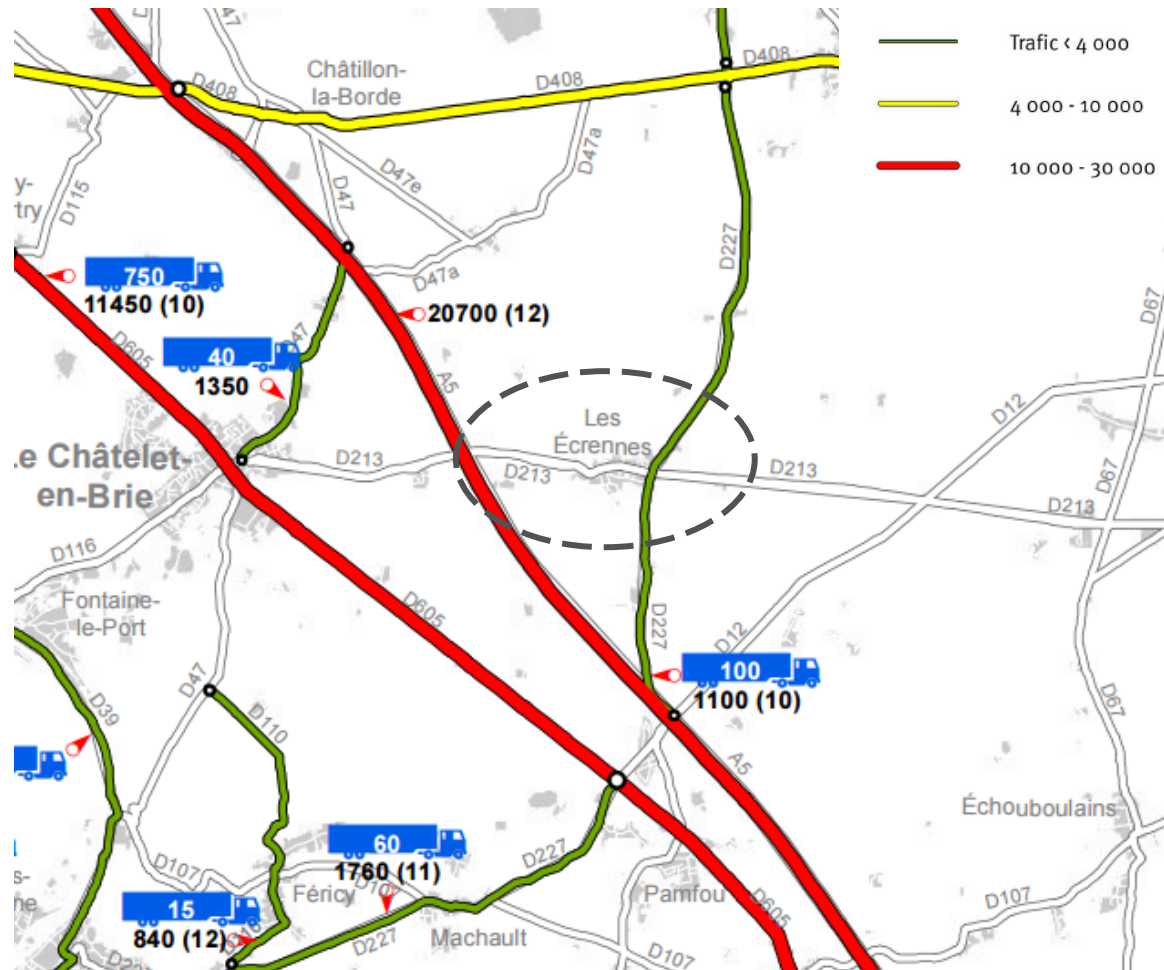 D47
D408
Châtillon-
la-Borde
D408
D408
Trafic < 4 000
4 000 - 10 000
10 000 - 30 000
y-
try
D115
D47
D47e
D47a
D227
D47a
750
11450 (10)
D605
D47
20700 (12)
D67
40
1350
A5
D12
Les
Écrennes
e Châtelet-
en-Brie
D213
D213
D213
D67
D213
D116
Fontaine-
le-Port
D605
D227
D12
100
1100 (10)
D47
D39
D110
D67
A5
Échouboulains
60
1760 (11)
D107
D227
s-
ne
Féricy
D10
Pamfou
D605
D107
15
840 (12)
D227
Machault
D107